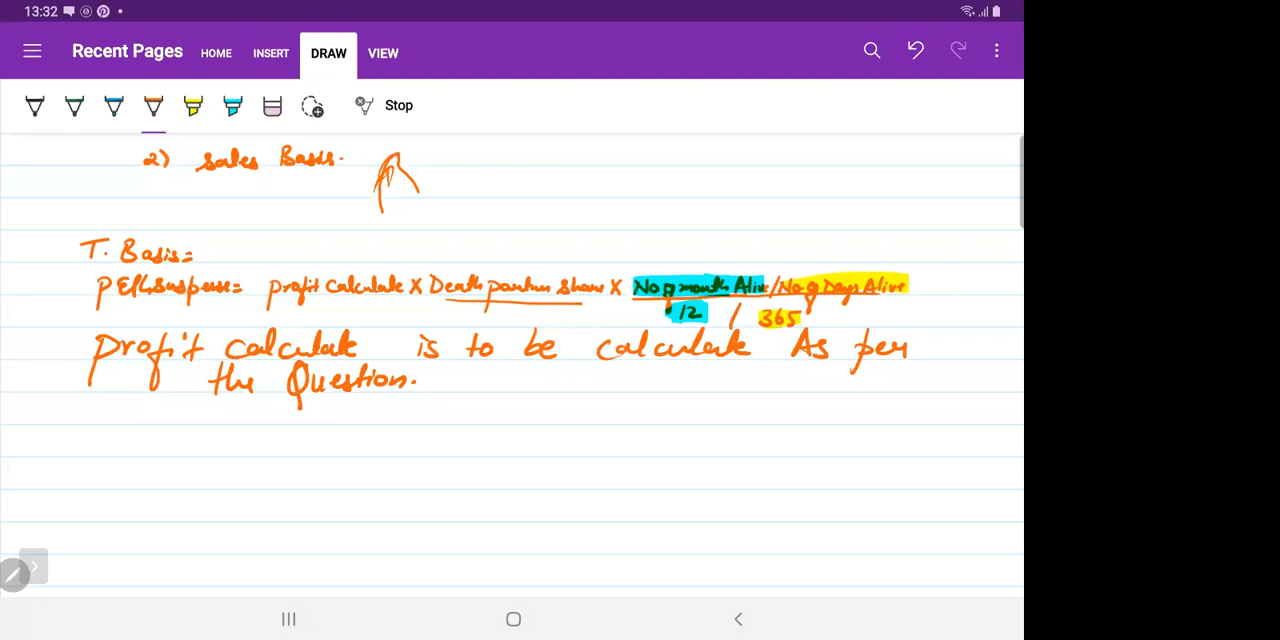 13:32
Recent Pages HOME INSERT DRAW VIEW
Stop
2) Sales Basis.
T. Basis=
profit calculate X Death partner share X No of month Alive/No of Days Alive
12 / 365
profit calculate is to be calculate As per
the Question.